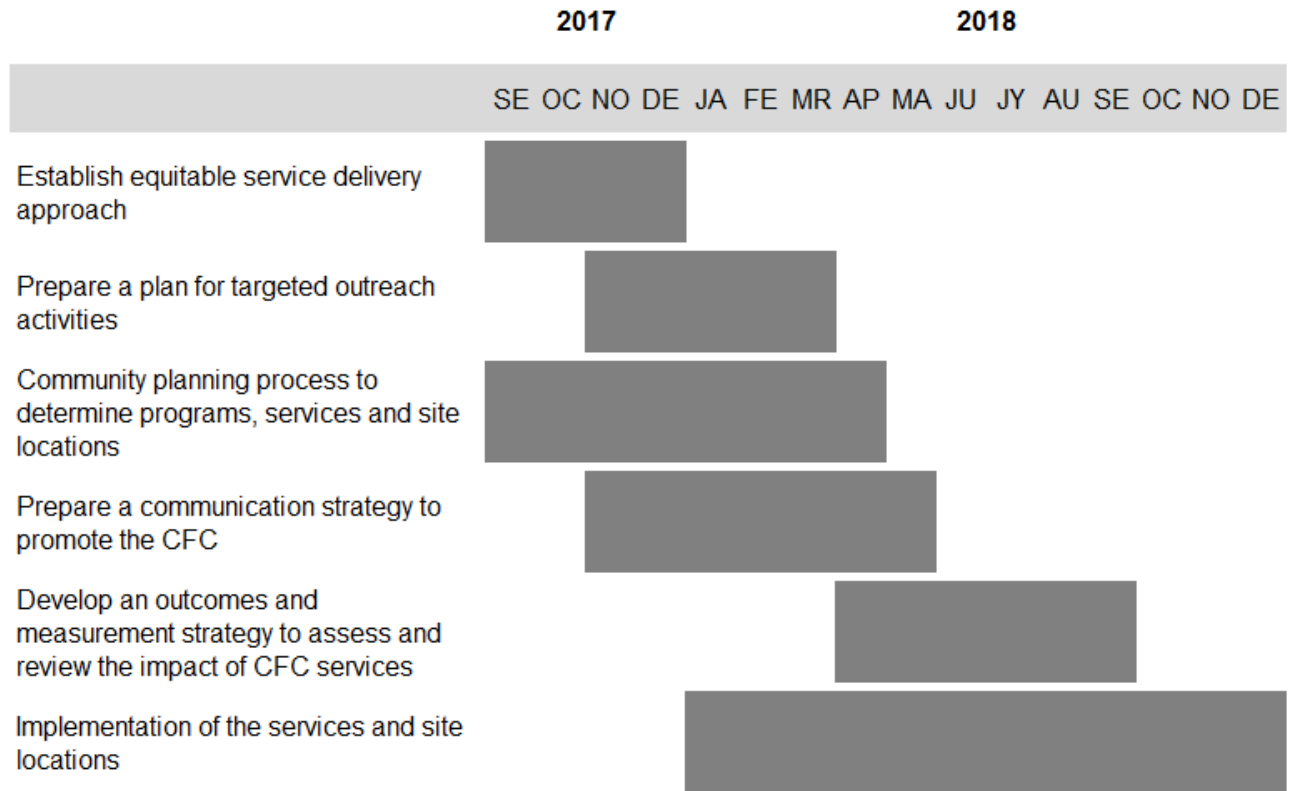 2017 2018
SE OC NO DE JA FE MR AP MA JU JY AU SE OC NO DE
Establish equitable service delivery
approach
Prepare a plan for targeted outreach
activities
Community planning process to
determine programs, services and site
locations
Prepare a communication strategy to
promote the CFC
Develop an outcomes and
measurement strategy to assess and
review the impact of CFC services
Implementation of the services and site
locations